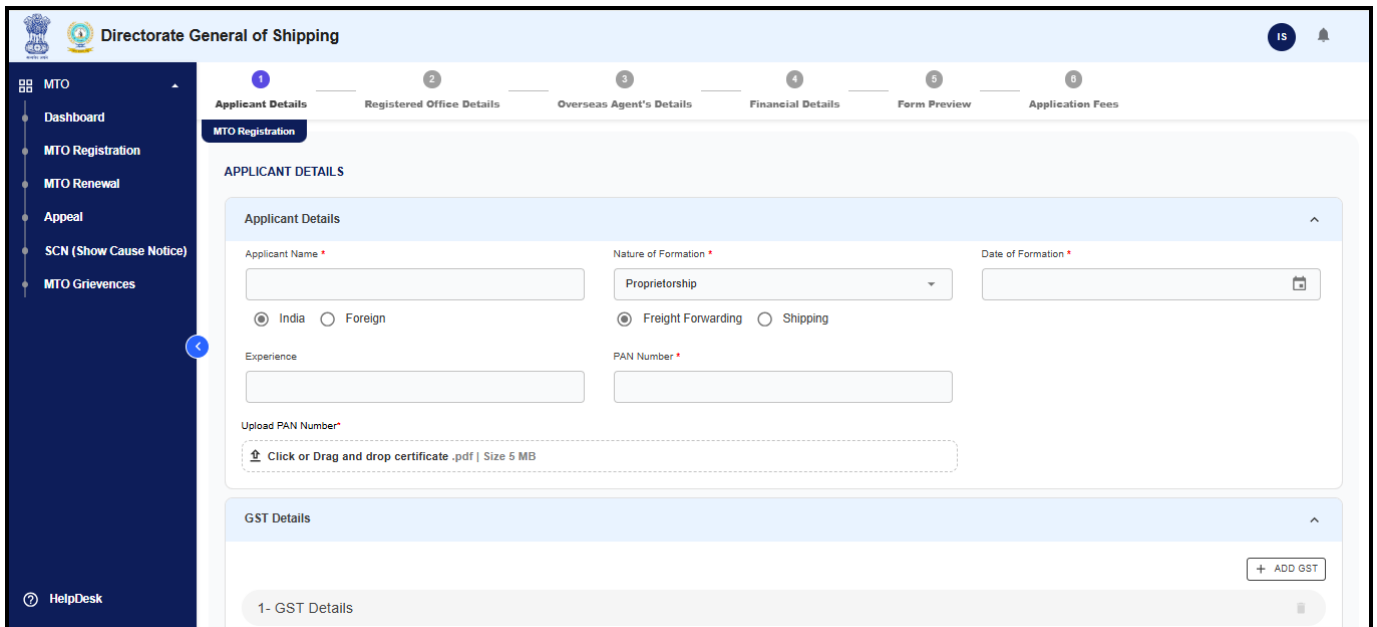 Directorate General of Shipping
IS
MTO
Dashboard
MTO Registration
MTO Renewal
Appeal
SCN (Show Cause Notice)
MTO Grievences
HelpDesk
1 2 3 4 5 6
Applicant Details Registered Office Details Overseas Agent's Details Financial Details Form Preview Application Fees
MTO Registration
APPLICANT DETAILS
Applicant Details
Applicant Name * Nature of Formation * Date of Formation *
Proprietorship
India Foreign Freight Forwarding Shipping
Experience PAN Number *
Upload PAN Number*
Click or Drag and drop certificate .pdf | Size 5 MB
GST Details
+ ADD GST
1- GST Details